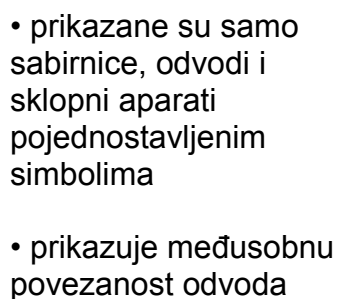 • prikazane su samo
sabirnice, odvodi i
sklopni aparati
pojednostavljenim
simbolima
• prikazuje međusobnu
povezanost odvoda